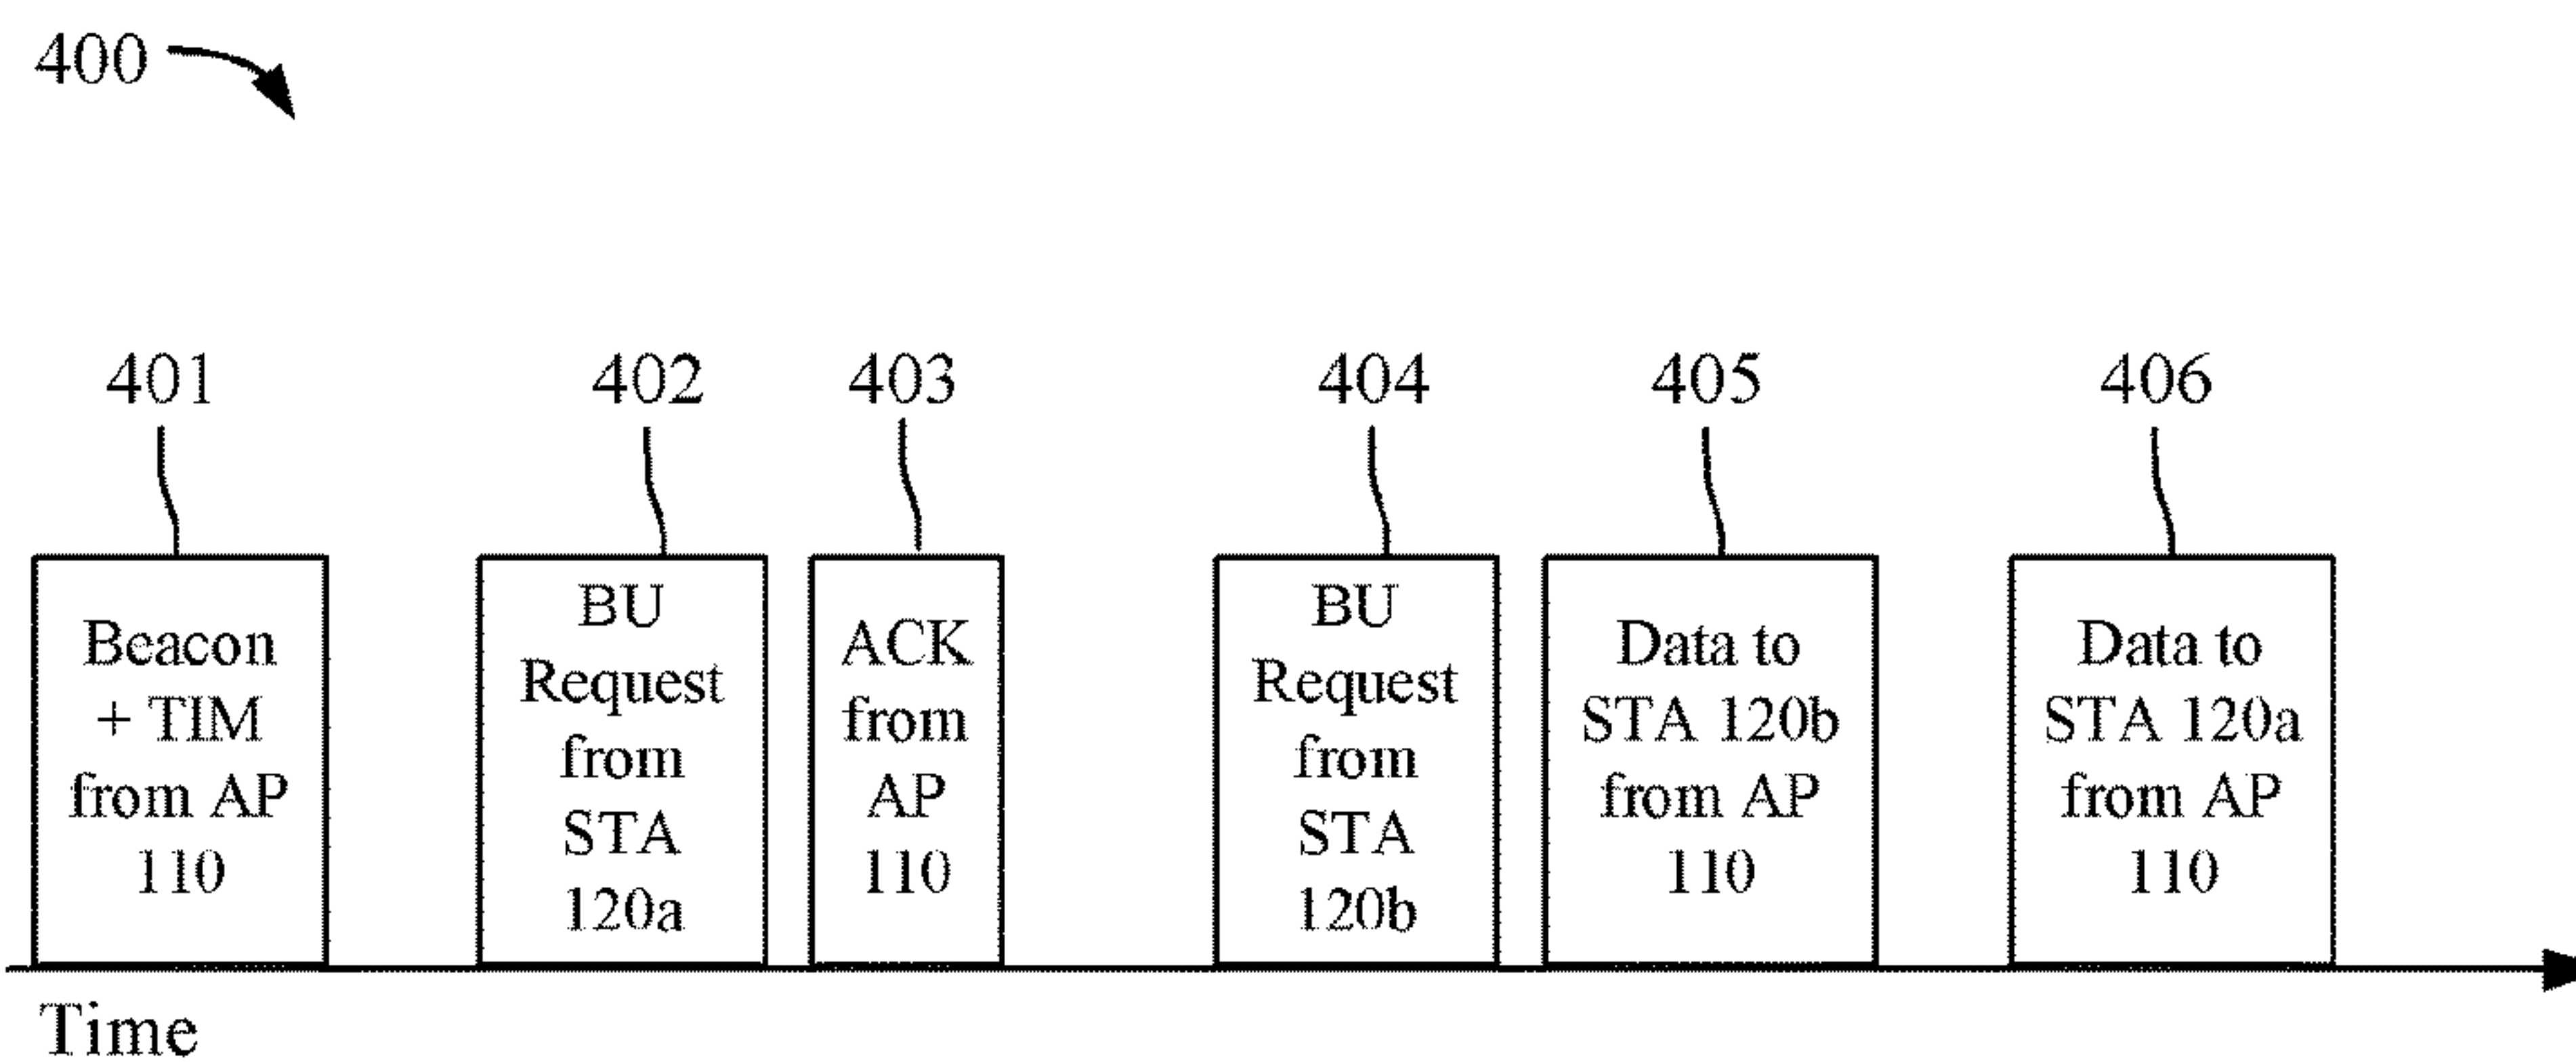 400
401
402
403
404
405
406
Beacon
+ TIM
from AP
110
BU
Request
from
STA
120a
ACK
from
AP
110
BU
Request
from
STA
120b
Data to
STA 120b
from AP
110
Data to
STA 120a
from AP
110
Time